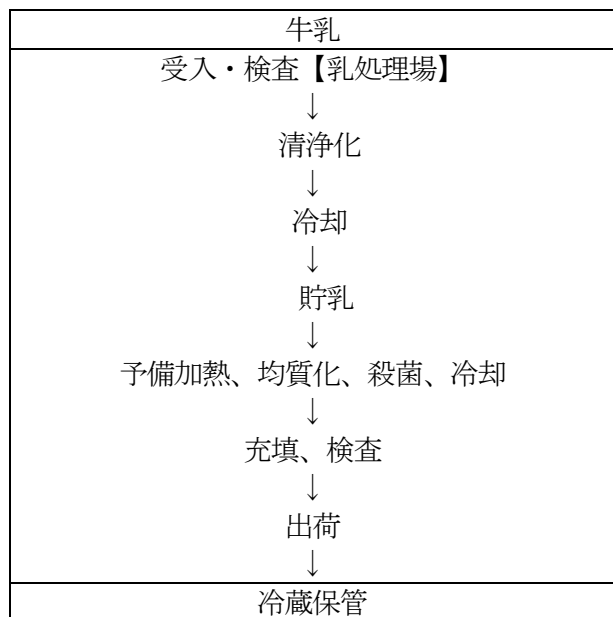 牛乳
受入・検査【乳処理場】
↓
清浄化
↓
冷却
↓
貯乳
↓
予備加熱、均質化、殺菌、冷却
↓
充填、検査
↓
出荷
↓
冷蔵保管